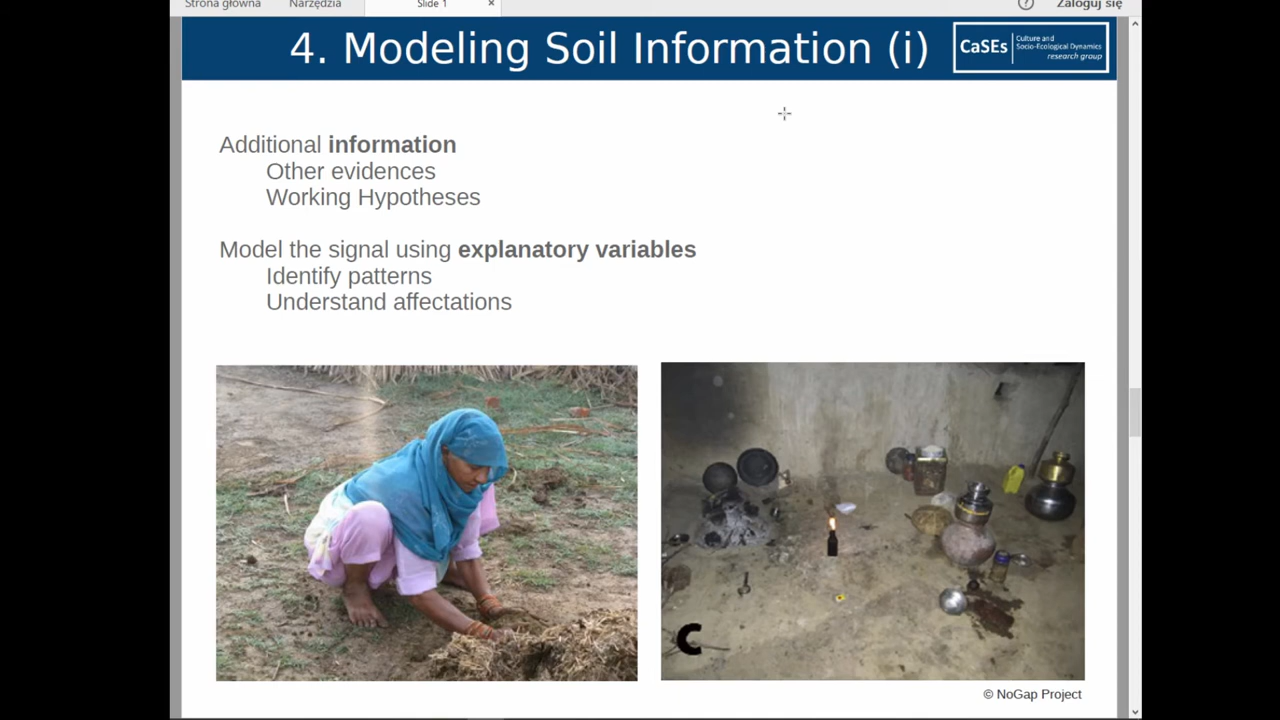 Strona główna Narzędzia Slide 1 × ? Zaloguj się
4. Modeling Soil Information (i)
CaSEs
Culture and
Socio-Ecological Dynamics
research group
Additional information
Other evidences
Working Hypotheses
Model the signal using explanatory variables
Identify patterns
Understand affectations
C
© NoGap Project